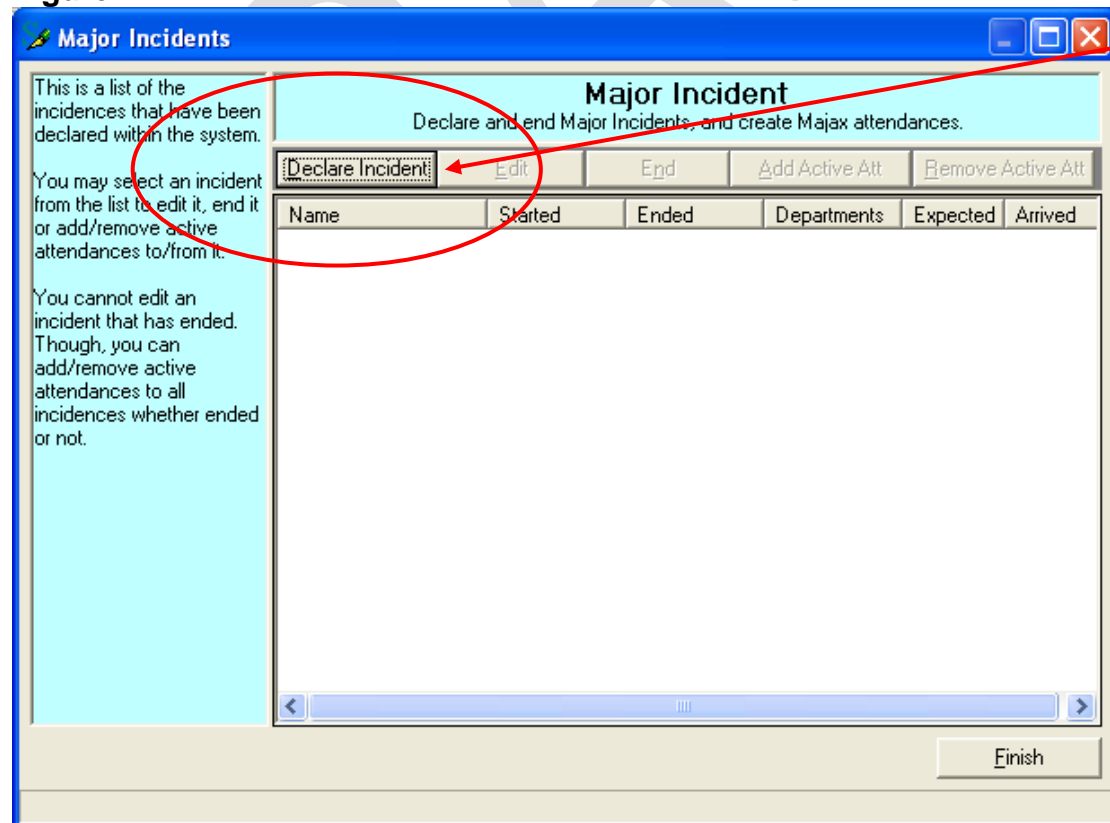 Major Incidents
This is a list of the
incidences that have been
declared within the system.
You may select an incident
from the list to edit it, end it
or add/remove active
attendances to/from it.
You cannot edit an
incident that has ended.
Though, you can
add/remove active
attendances to all
incidences whether ended
or not.
Major Incident
Declare and end Major Incidents, and create Majax attendances.
Declare Incident Edit End Add Active Att Remove Active Att
Name Started Ended Departments Expected Arrived
Finish